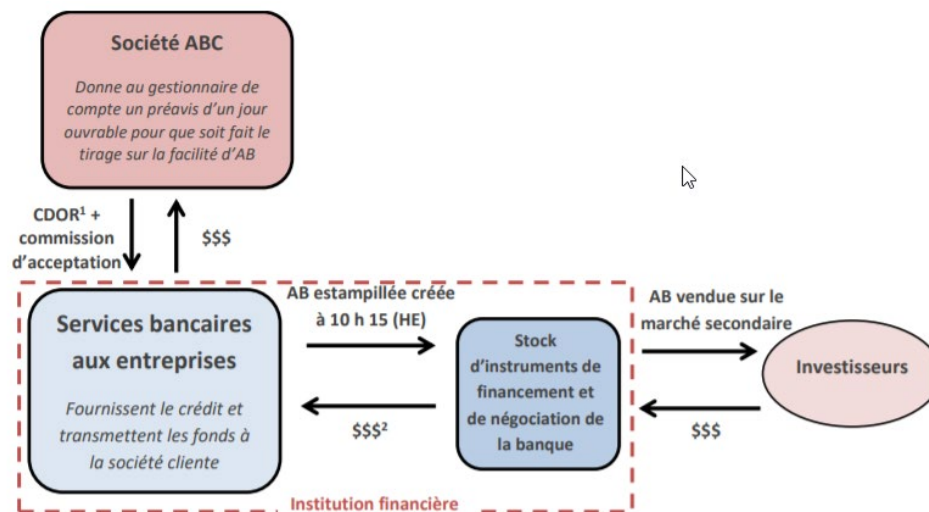 Société ABC
Donne au gestionnaire de
compte un préavis d'un jour
ouvrable pour que soit fait le
tirage sur la facilité d'AB
CDOR¹ +
commission
d'acceptation
$$$
Services bancaires
aux entreprises
Fournissent le crédit et
transmettent les fonds à
la société cliente
AB estampillée créée
à 10 h 15 (HE)
$$$²
Stock
d'instruments de
financement et
de négociation de
la banque
AB vendue sur le
marché secondaire
$$$
Investisseurs
Institution financière